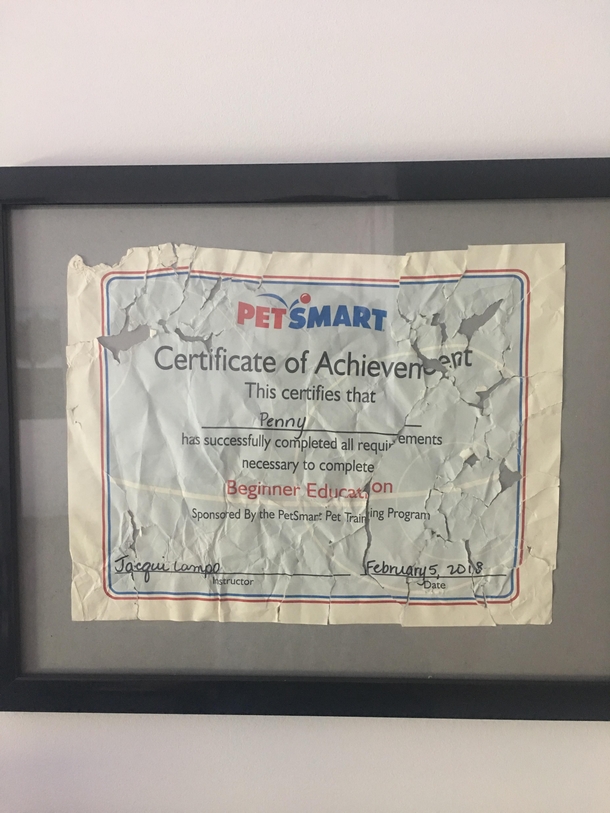 PETSMART
Certificate of Achievement
This certifies that
Penny
has successfully completed all requirements
necessary to complete
Beginner Education
Sponsored By the PetSmart Pet Training Program
Jacqui Lampo February 5, 2018
Instructor Date